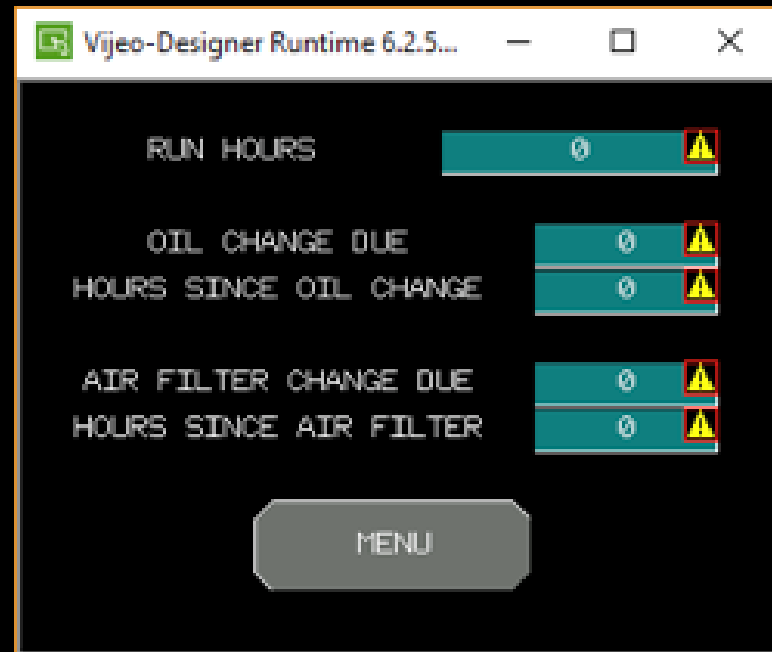 Vijeo-Designer Runtime 6.2.5...
RUN HOURS 0
OIL CHANGE DUE 0
HOURS SINCE OIL CHANGE 0
AIR FILTER CHANGE DUE 0
HOURS SINCE AIR FILTER 0
MENU